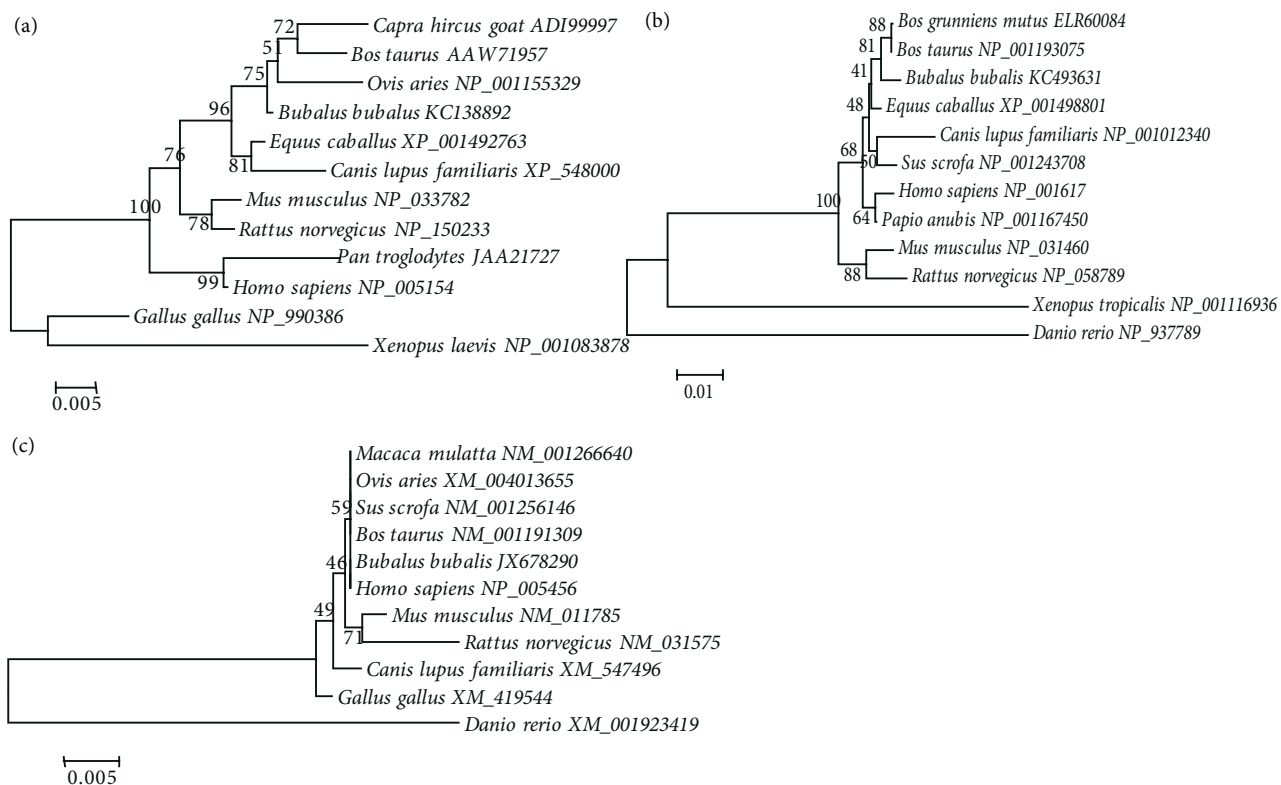 (a)
72
Capra hircus goat ADI99997
51
Bos taurus AAW71957
75
Ovis aries NP_001155329
96
Bubalus bubalus KC138892
Equus caballus XP_001492763
76
81
Canis lupus familiaris XP_548000
Mus musculus NP_033782
100
78
Rattus norvegicus NP_150233
Pan troglodytes JAA21727
99
Homo sapiens NP_005154
Gallus gallus NP_990386
Xenopus laevis NP_001083878
0.005
(b)
88
Bos grunniens mutus ELR60084
81
Bos taurus NP_001193075
41
Bubalus bubalis KC493631
48
Equus caballus XP_001498801
Canis lupus familiaris NP_001012340
68
50
Sus scrofa NP_001243708
Homo sapiens NP_001617
100
64
Papio anubis NP_001167450
Mus musculus NP_031460
88
Rattus norvegicus NP_058789
Xenopus tropicalis NP_001116936
Danio rerio NP_937789
0.01
(c)
Macaca mulatta NM_001266640
Ovis aries XM_004013655
59
Sus scrofa NM_001256146
Bos taurus NM_001191309
46
Bubalus bubalis JX678290
Homo sapiens NP_005456
49
Mus musculus NM_011785
71
Rattus norvegicus NM_031575
Canis lupus familiaris XM_547496
Gallus gallus XM_419544
Danio rerio XM_001923419
0.005